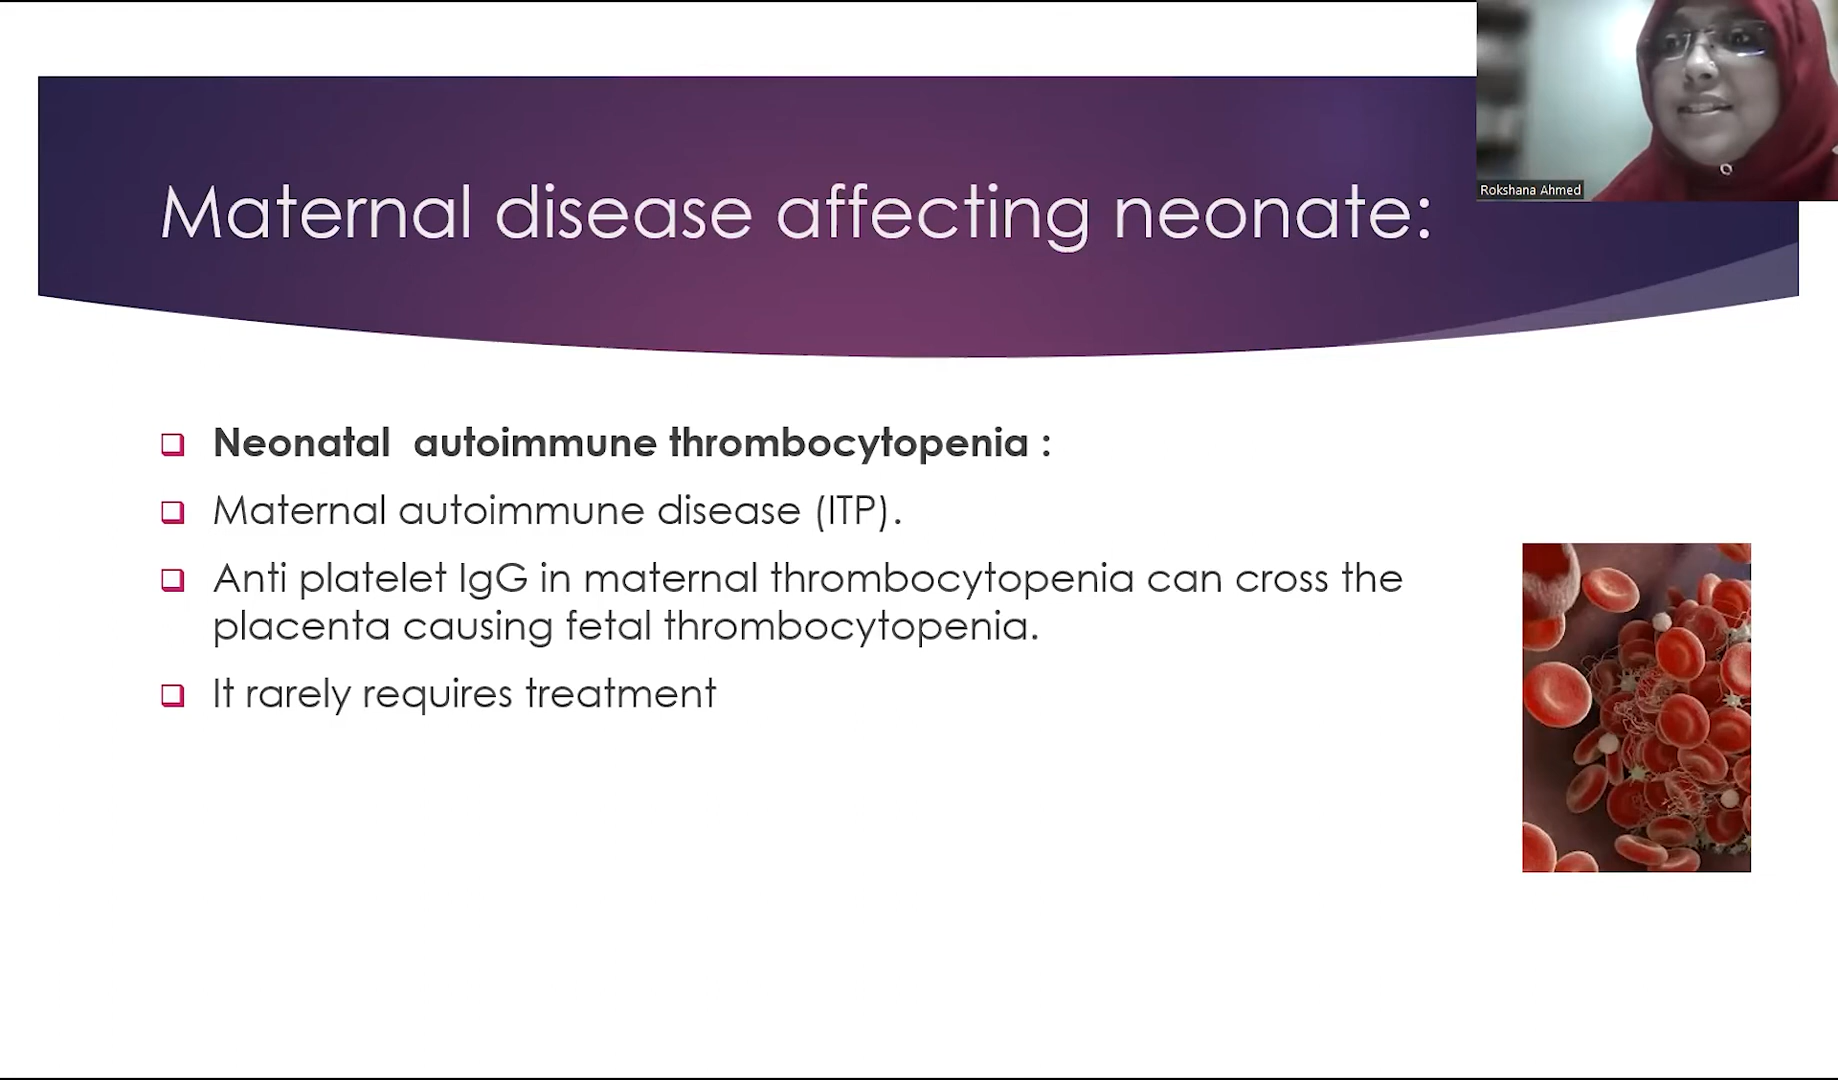 Rokshana Ahmed
Maternal disease affecting neonate:
Neonatal autoimmune thrombocytopenia :
Maternal autoimmune disease (ITP).
Anti platelet IgG in maternal thrombocytopenia can cross the
placenta causing fetal thrombocytopenia.
It rarely requires treatment